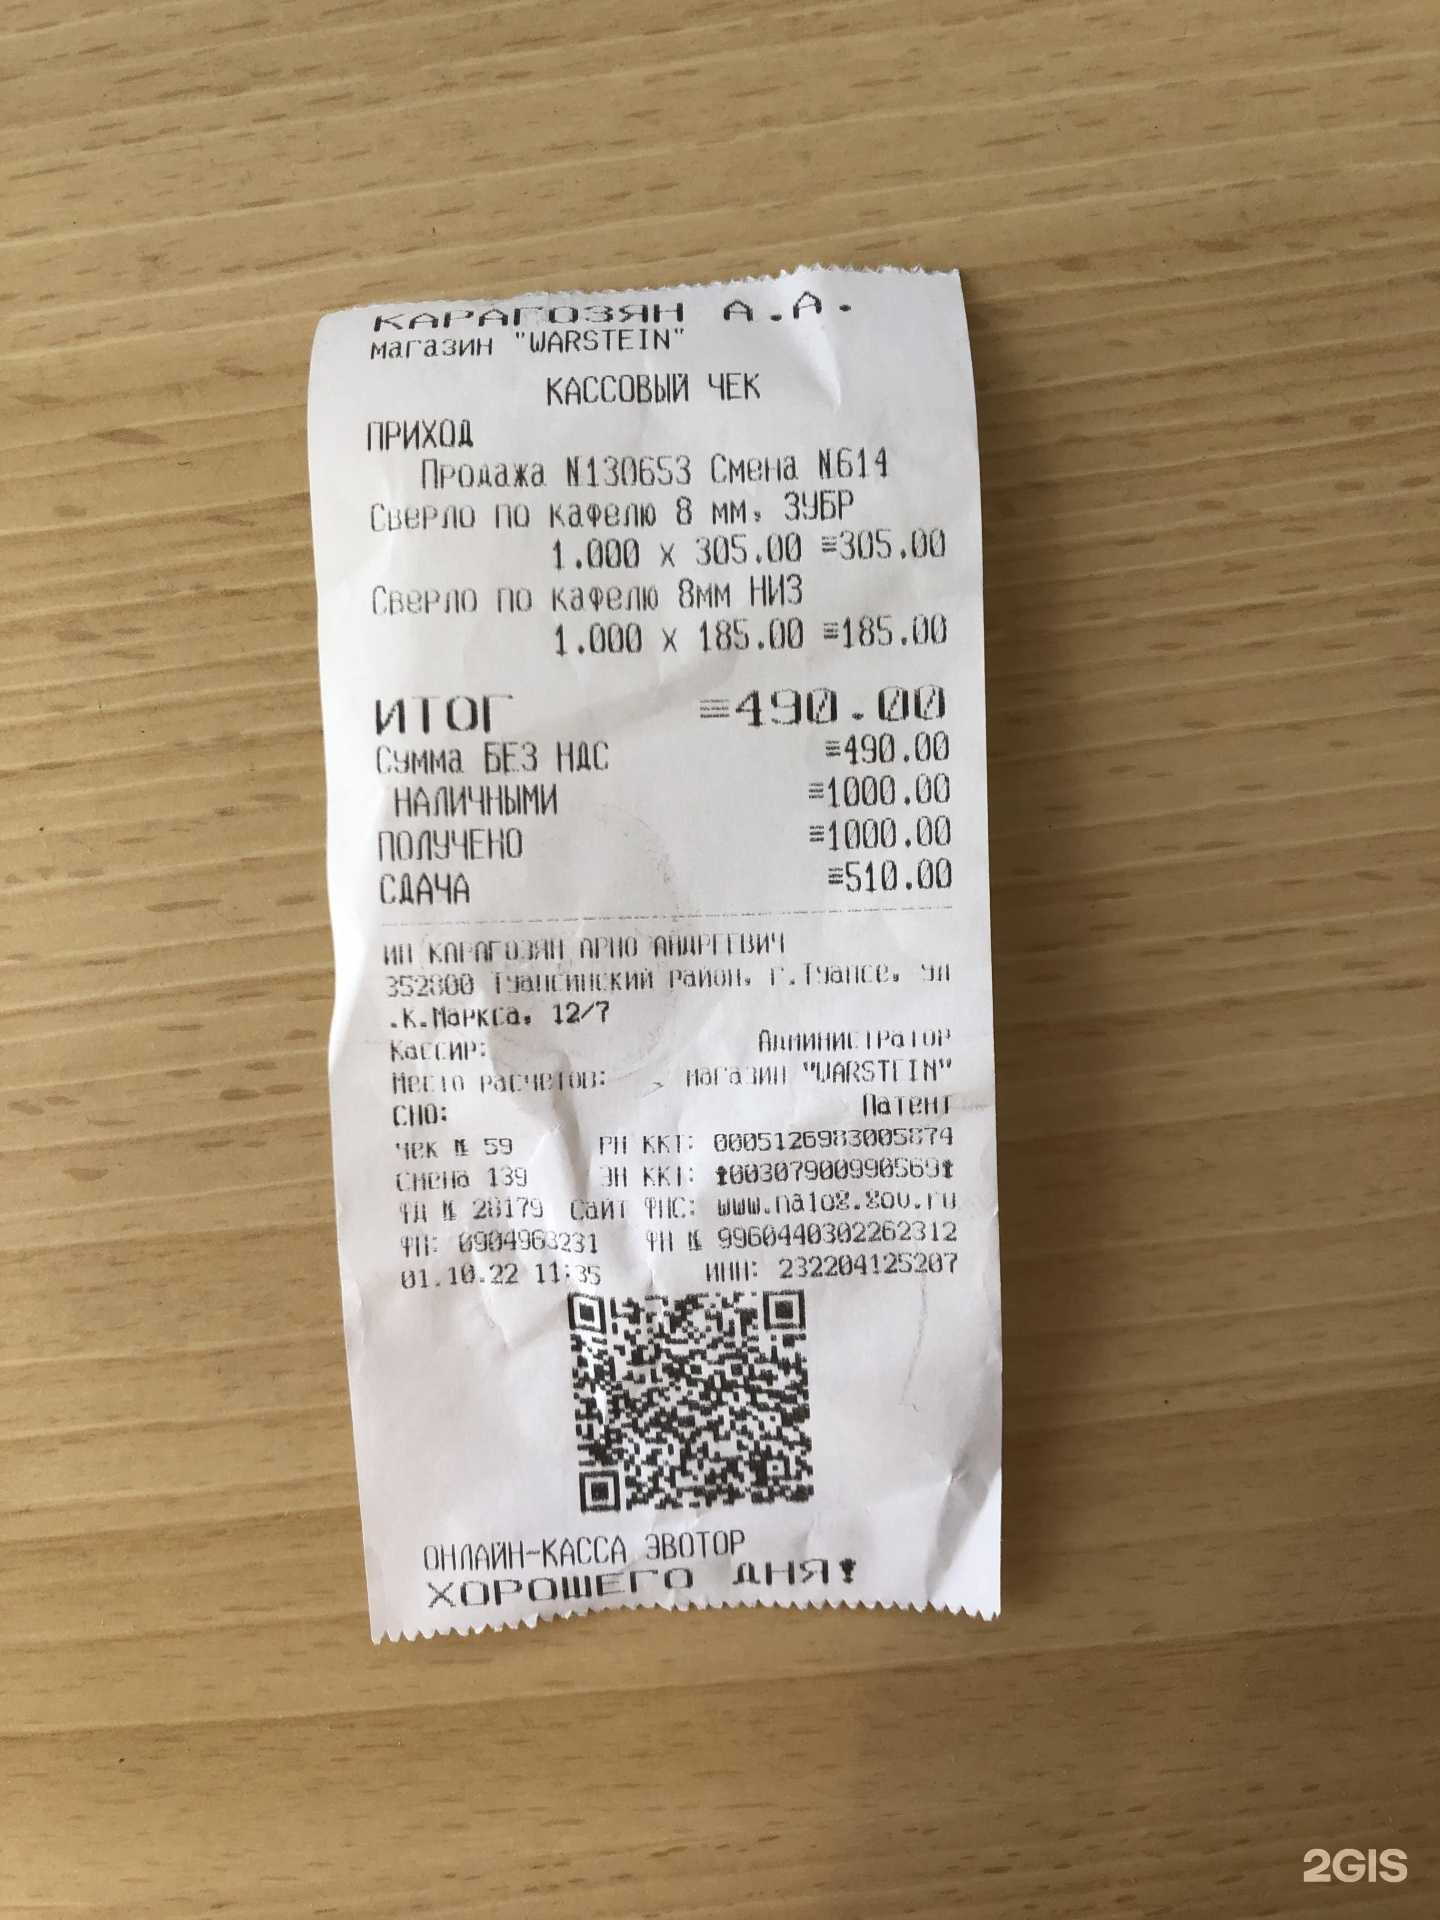 КАРАГОЗЯН А.А.
магазин "WARSTEIN"
КАССОВЫЙ ЧЕК
ПРИХОД
Продажа N130653 Смена N614
Сверло по кафелю 8 мм, ЗУБР
1.000 x 305.00 ≡305.00
Сверло по кафелю 8мм НИЗ
1.000 x 185.00 ≡185.00
ИТОГ ≡490.00
Сумма БЕЗ НДС ≡490.00
НАЛИЧНЫМИ ≡1000.00
ПОЛУЧЕНО ≡1000.00
СДАЧА ≡510.00
ИП КАРАГОЗЯН АРНО АНДРЕЕВИЧ
352800 Туапсинский район, г.Туапсе, ул
.К.Маркса, 12/7
Кассир: Администратор
Место расчетов: магазин "WARSTEIN"
СНО: Патент
Чек № 59 РН ККТ: 0005126983005874
Смена 139 ЗН ККТ: ↑00307900990569↑
ФД № 28179 Сайт ФНС: www.nalog.gov.ru
ФП: 0904963231 ФН № 9960440302262312
01.10.22 11:35 ИНН: 232204125207
ОНЛАЙН-КАССА ЭВОТОР
ХОРОШЕГО ДНЯ!
2GIS